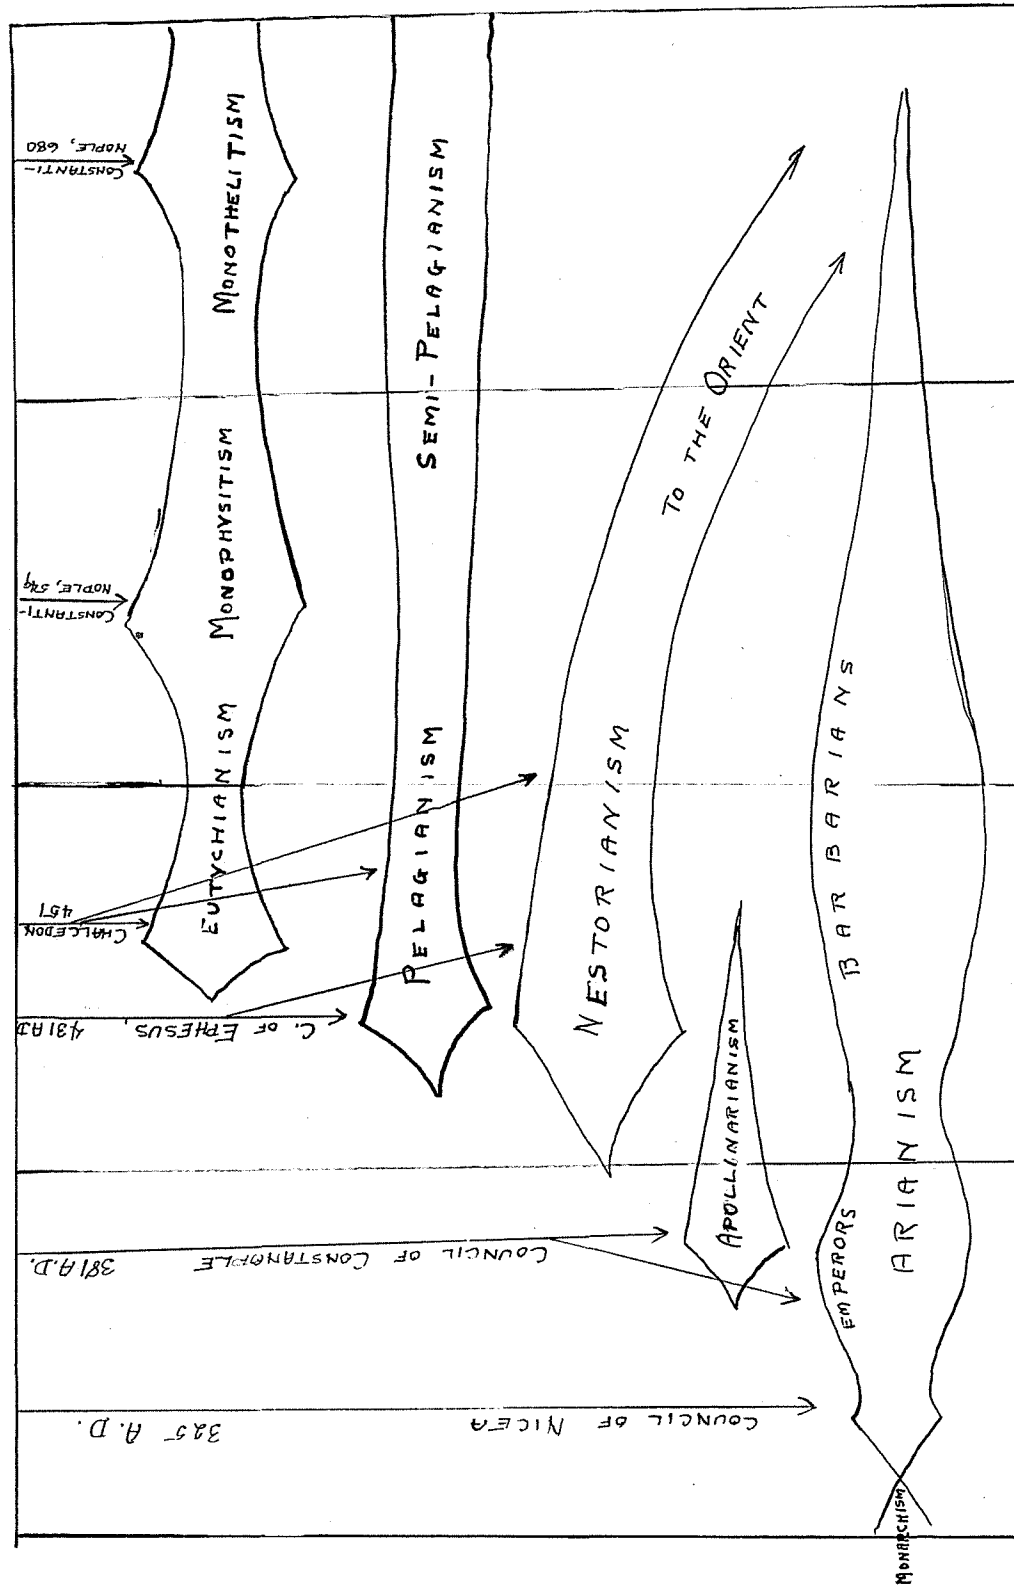 MONARCHISM
325 A.D.
COUNCIL OF NICEA
ARIANISM
EMPERORS
BARBARIANS
381 A.D.
COUNCIL OF CONSTANOPLE
APOLLINARIANISM
NESTORIANISM
TO THE ORIENT
C. OF EPHESUS,
431 A.D
PELAGIANISM
SEMI-PELAGIANISM
CHALCEDON
451
EUTYCHIANISM
CONSTANTI-
NOPLE, 549
MONOPHYSITISM
CONSTANTI-
NOPLE, 680
MONOTHELITISM